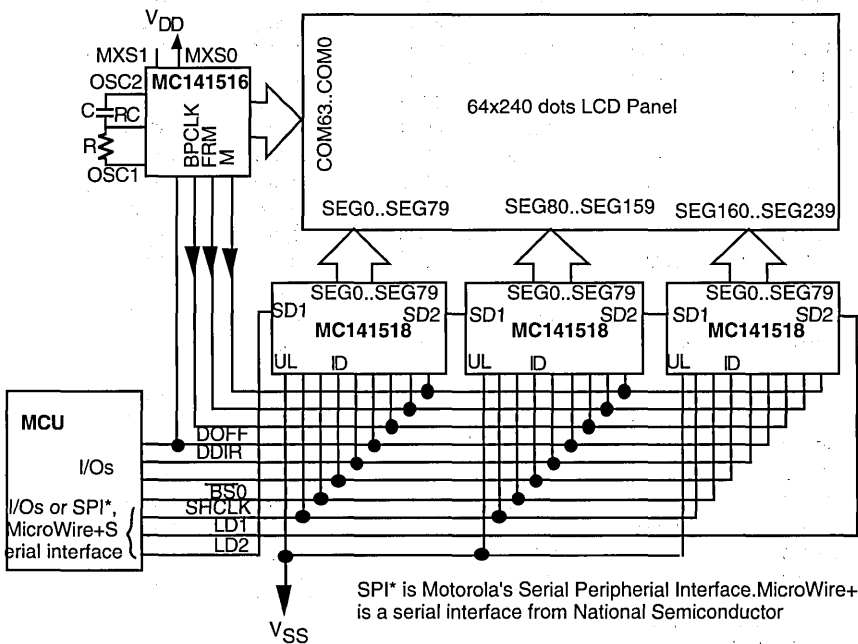 VDD
MXS1 MXS0
OSC2 MC141516
C RC
R
OSC1
BPCLK
FRM
M
COM63..COM0
64x240 dots LCD Panel
SEG0..SEG79 SEG80..SEG159 SEG160..SEG239
SEG0..SEG79 SEG0..SEG79 SEG0..SEG79
SD1 SD2 SD1 SD2 SD1 SD2
MC141518 MC141518 MC141518
UL ID UL ID UL ID
MCU
DOFF
DDIR
I/Os
BS0
I/Os or SPI*,
SHCLK
MicroWire+S
LD1
erial interface
LD2
VSS
SPI* is Motorola's Serial Peripherial Interface.MicroWire+
is a serial interface from National Semiconductor